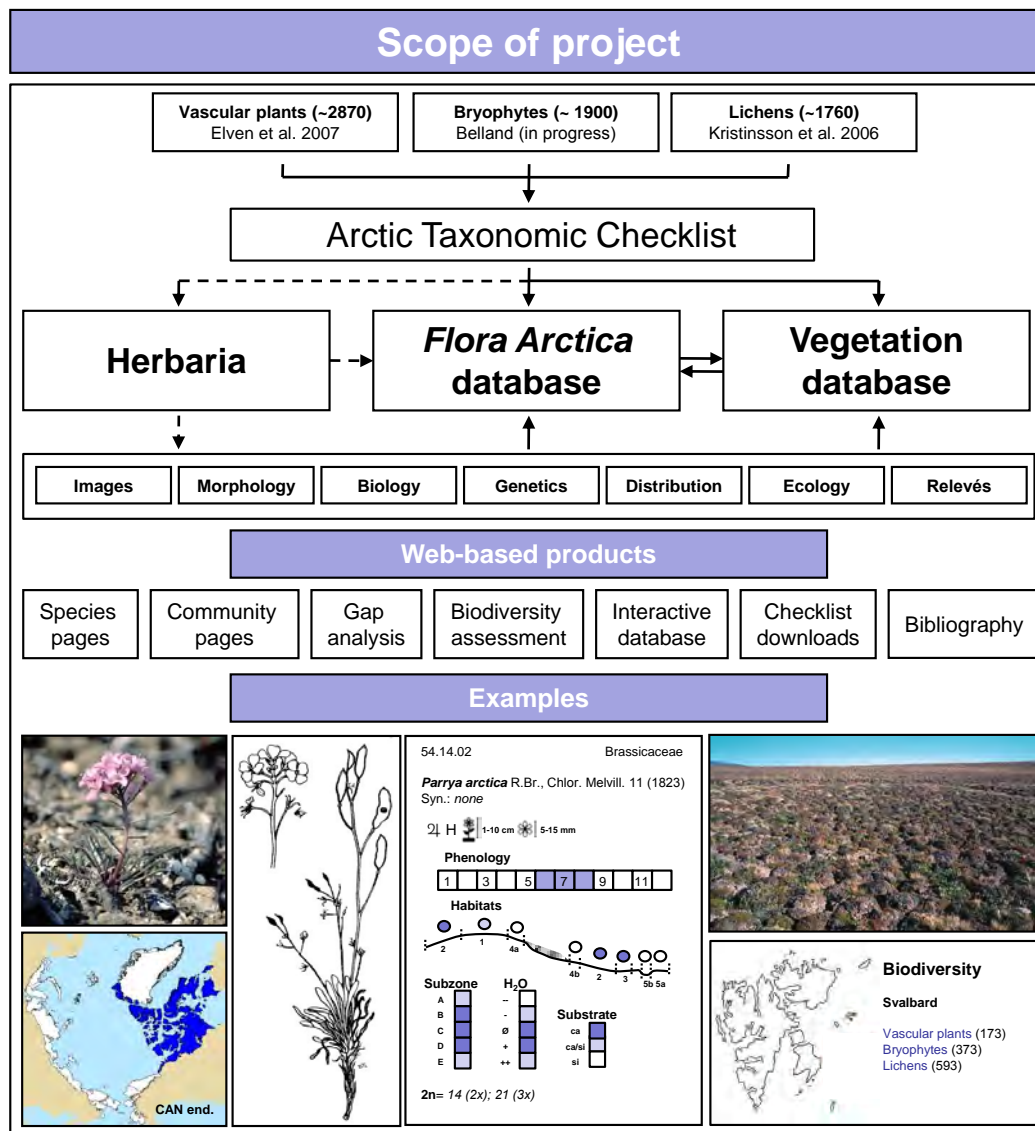 Scope of project
Vascular plants (~2870)
Elven et al. 2007
Bryophytes (~ 1900)
Belland (in progress)
Lichens (~1760)
Kristinsson et al. 2006
Arctic Taxonomic Checklist
Herbaria
Flora Arctica
database
Vegetation
database
Images
Morphology
Biology
Genetics
Distribution
Ecology
Relevés
Web-based products
Species
pages
Community
pages
Gap
analysis
Biodiversity
assessment
Interactive
database
Checklist
downloads
Bibliography
Examples
CAN end.
54.14.02 Brassicaceae
Parrya arctica R.Br., Chlor. Melvill. 11 (1823)
Syn.: none
♃ H 1-10 cm 5-15 mm
Phenology
1 3 5 7 9 11
Habitats
2 1 4a 4b 2 3 5b 5a
Subzone
A
B
C
D
E
H₂O
--
-
Ø
+
++
Substrate
ca
ca/si
si
2n= 14 (2x); 21 (3x)
Biodiversity
Svalbard
Vascular plants (173)
Bryophytes (373)
Lichens (593)